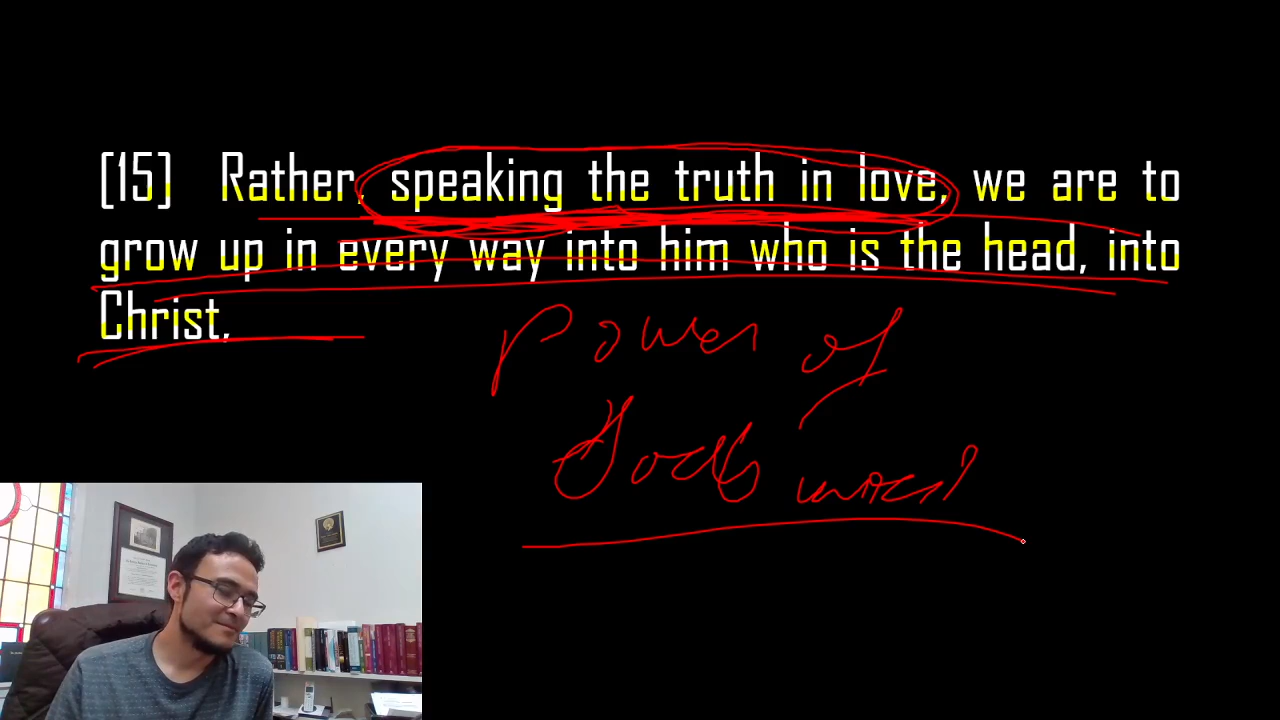 [15] Rather, speaking the truth in love, we are to
grow up in every way into him who is the head, into
Christ,
Power of
God's word